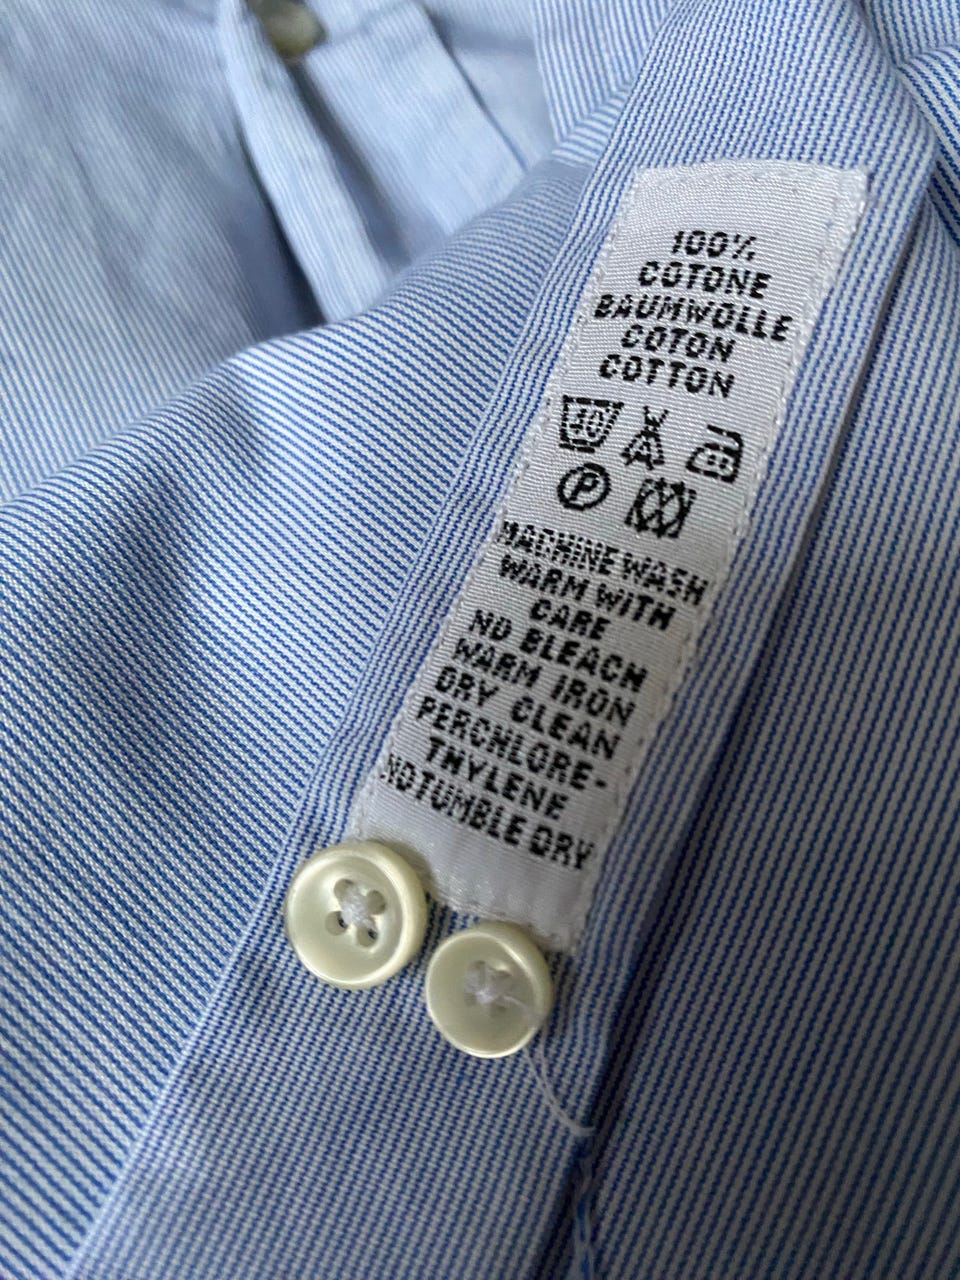 100%
COTONE
BAUMWOLLE
COTON
COTTON
40
A
P
MACHINE WASH
WARM WITH
CARE
NO BLEACH
WARM IRON
DRY CLEAN
PERCHLORE-
THYLENE
NO TUMBLE DRY